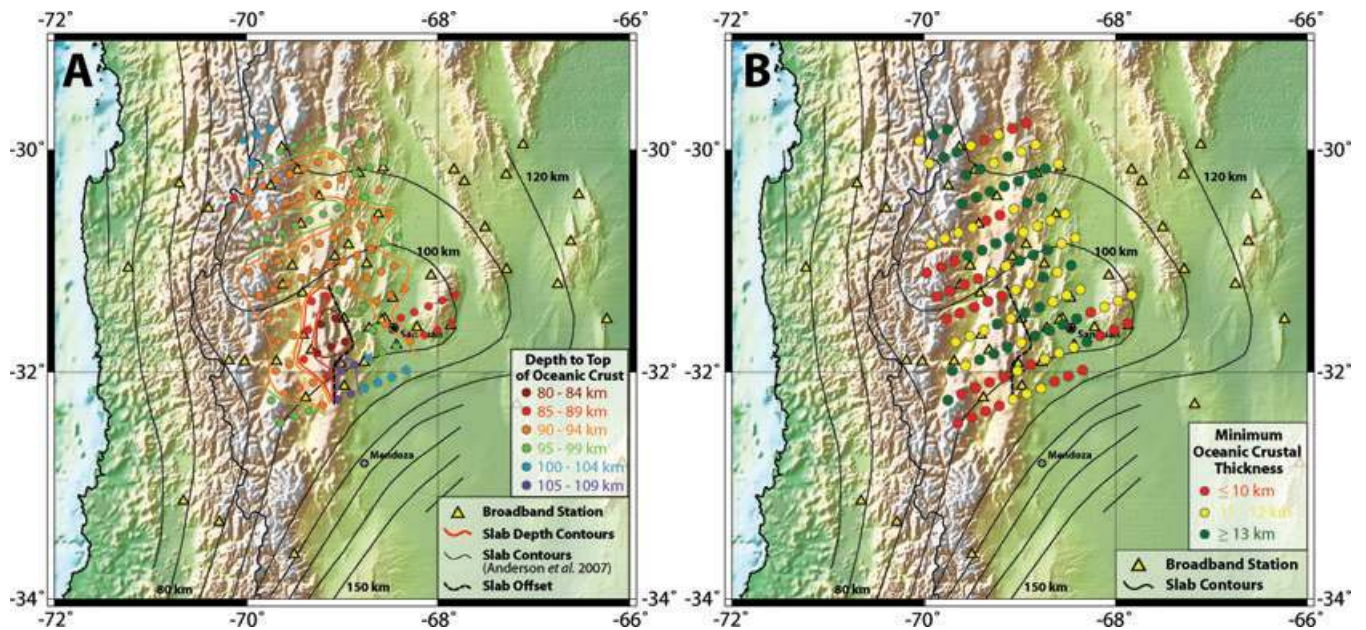 -72° -70° -68° -66° -72° -70° -68° -66°
A B
-30° -30°
120 km 120 km
100 km 100 km
San Juan San Juan
-32° -32°
Depth to Top
of Oceanic Crust
80 - 84 km
85 - 89 km
90 - 94 km
95 - 99 km
100 - 104 km
105 - 109 km
Mendoza Mendoza
Minimum
Oceanic Crustal
Thickness
≤ 10 km
≥ 13 km
Broadband Station
Slab Depth Contours
Slab Contours
(Anderson et al. 2007)
Slab Offset
Broadband Station
Slab Contours
80 km 150 km 80 km 150 km
-34° -34°
-72° -70° -68° -66° -72° -70° -68° -66°